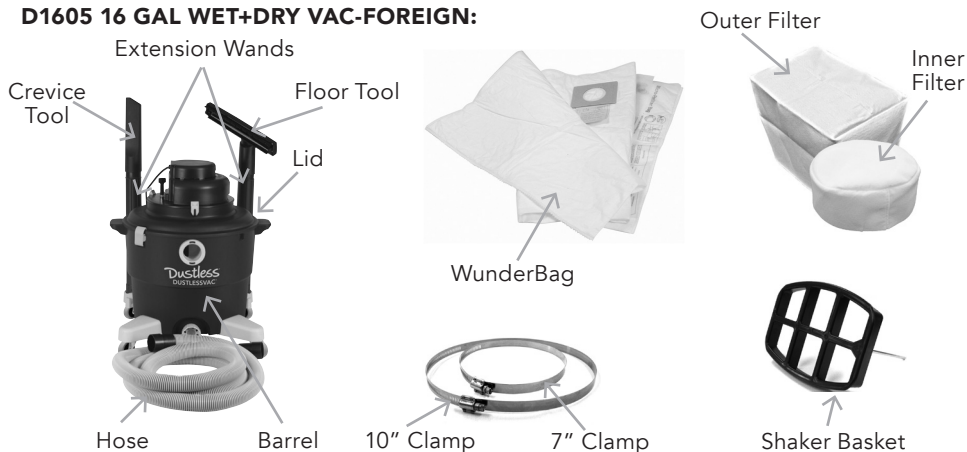 D1605 16 GAL WET+DRY VAC-FOREIGN:
Extension Wands
Crevice
Tool
Floor Tool
Lid
Dustless
DUSTLESSVAC
Hose
Barrel
WunderBag
10” Clamp
7” Clamp
Outer Filter
Inner
Filter
Shaker Basket